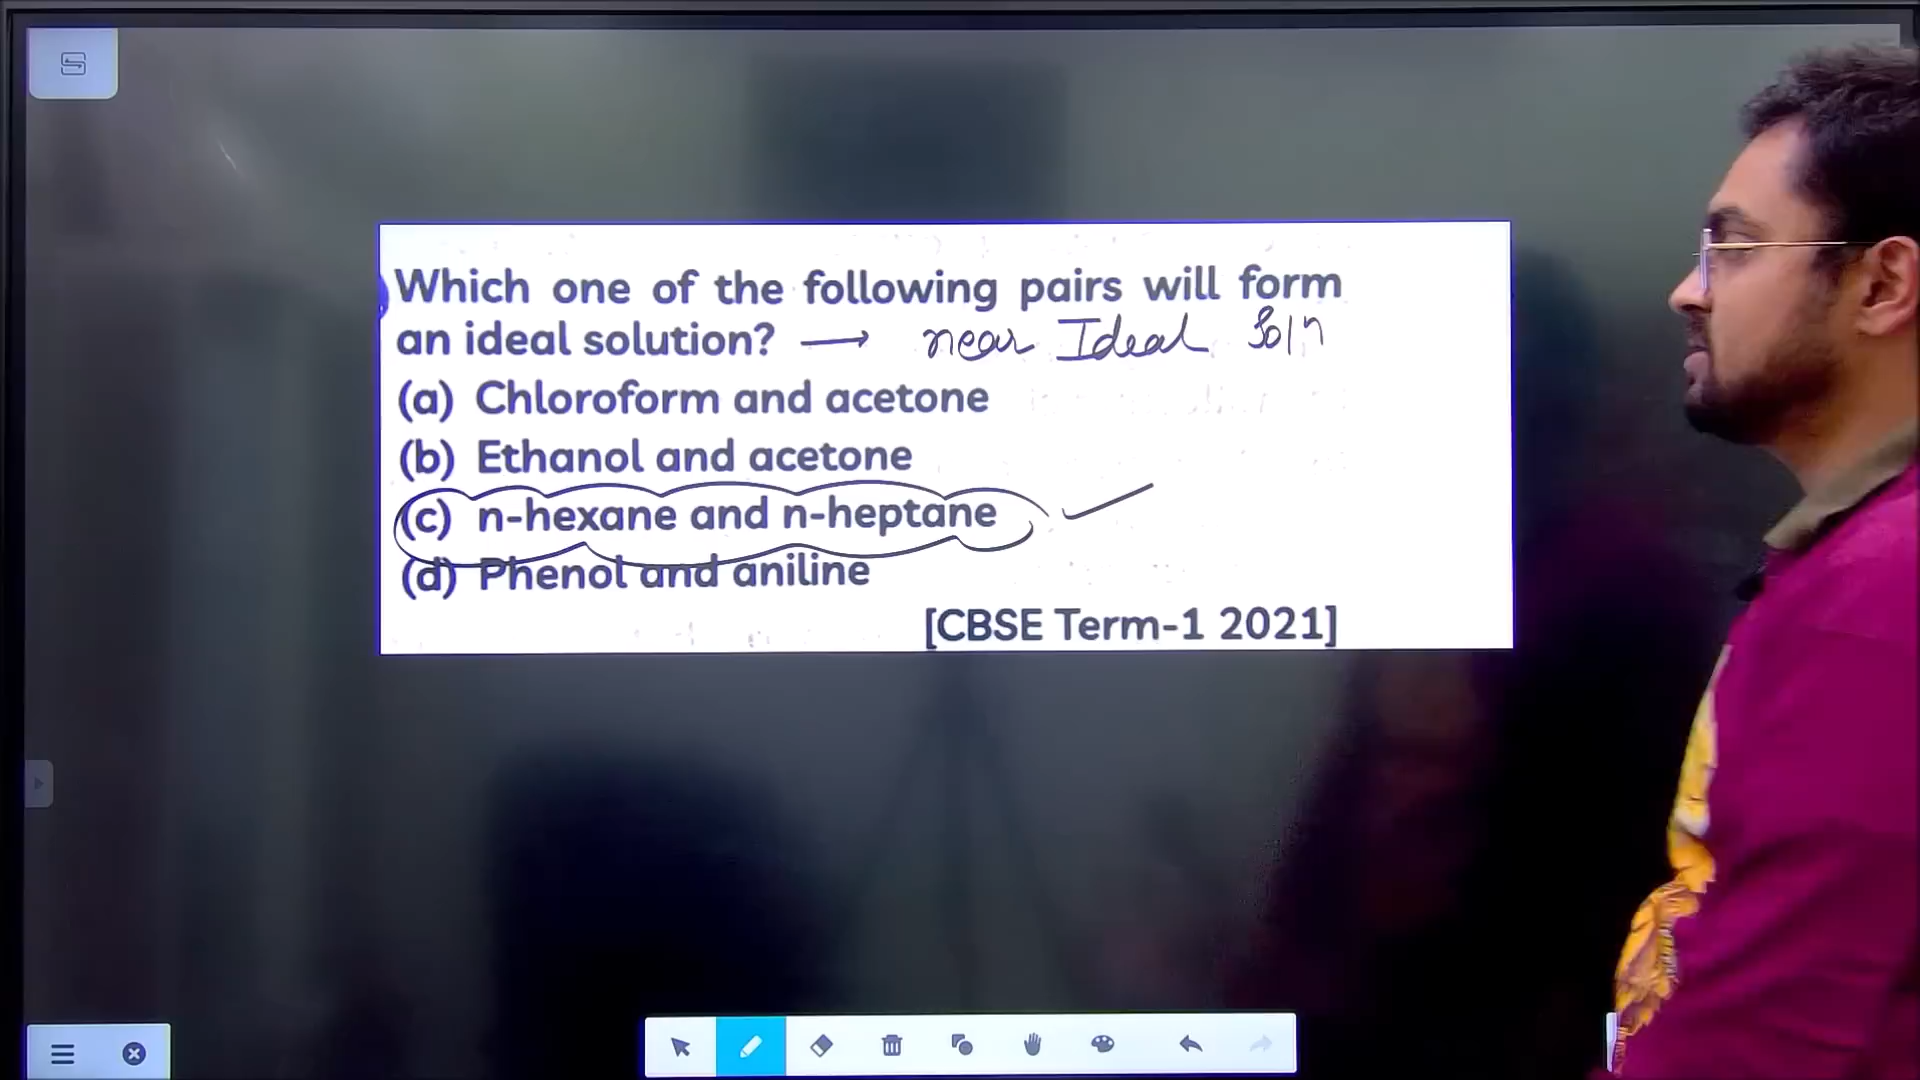 Which one of the following pairs will form
an ideal solution? → near Ideal Soln
(a) Chloroform and acetone
(b) Ethanol and acetone
(c) n-hexane and n-heptane ✓
(d) Phenol and aniline
[CBSE Term-1 2021]